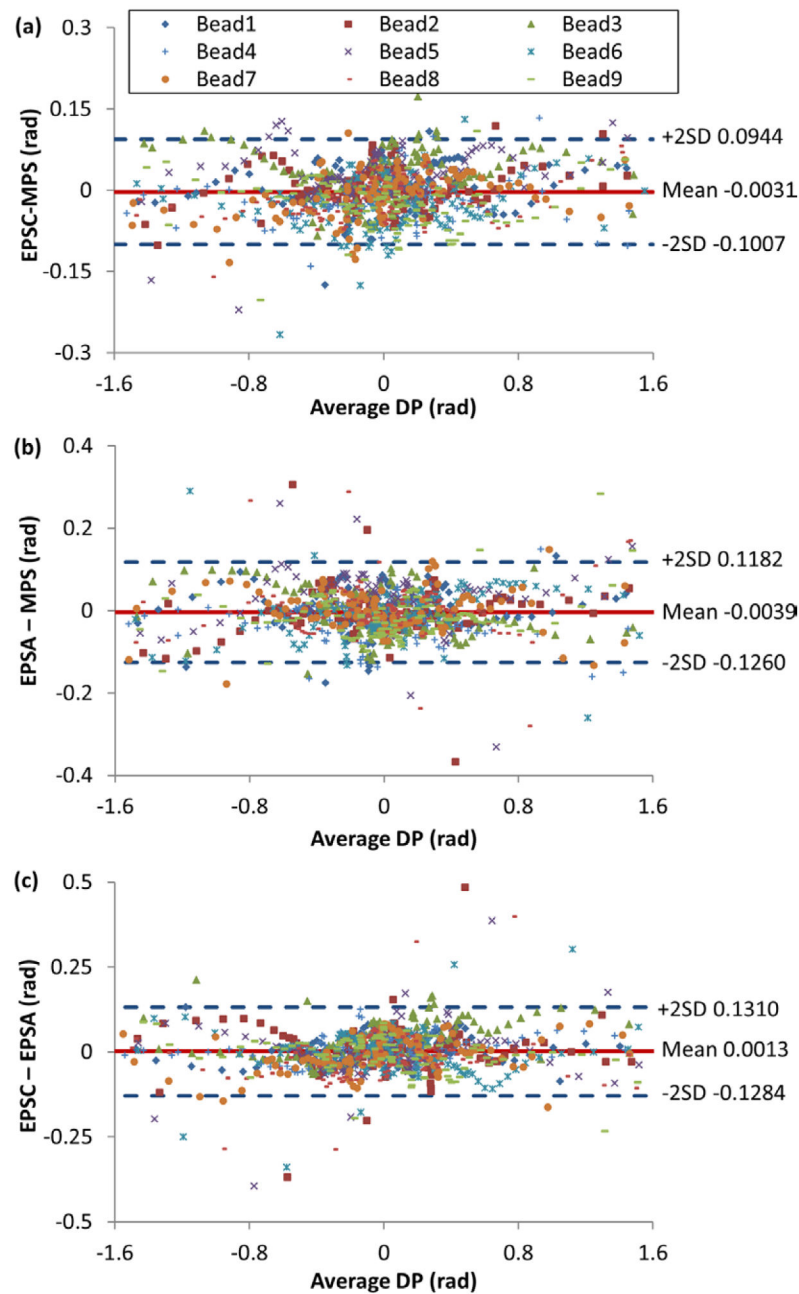 (a)
0.3
Bead1 Bead2 Bead3
Bead4 Bead5 Bead6
Bead7 Bead8 Bead9
0.15
0
-0.15
-0.3
EPSC-MPS (rad)
+2SD 0.0944
Mean -0.0031
-2SD -0.1007
-1.6 -0.8 0 0.8 1.6
Average DP (rad)
(b)
0.4
0.2
0
-0.2
-0.4
EPSA – MPS (rad)
+2SD 0.1182
Mean -0.0039
-2SD -0.1260
-1.6 -0.8 0 0.8 1.6
Average DP (rad)
(c)
0.5
0.25
0
-0.25
-0.5
EPSC – EPSA (rad)
+2SD 0.1310
Mean 0.0013
-2SD -0.1284
-1.6 -0.8 0 0.8 1.6
Average DP (rad)